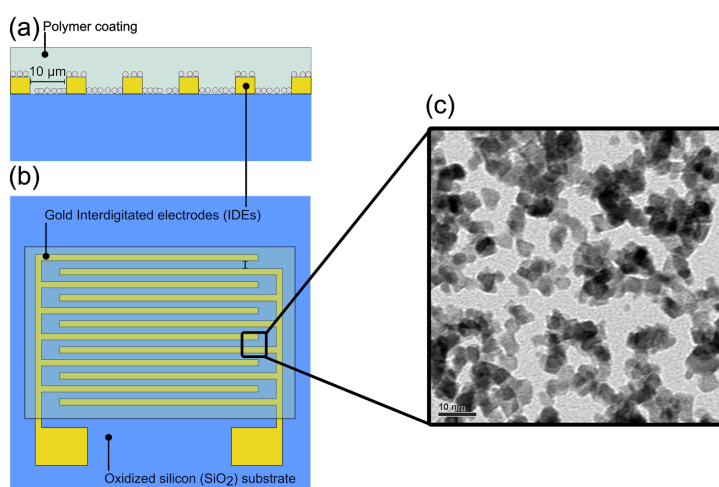 (a)
Polymer coating
10 µm
(b)
Gold Interdigitated electrodes (IDEs)
Oxidized silicon (SiO₂) substrate
(c)
10 nm